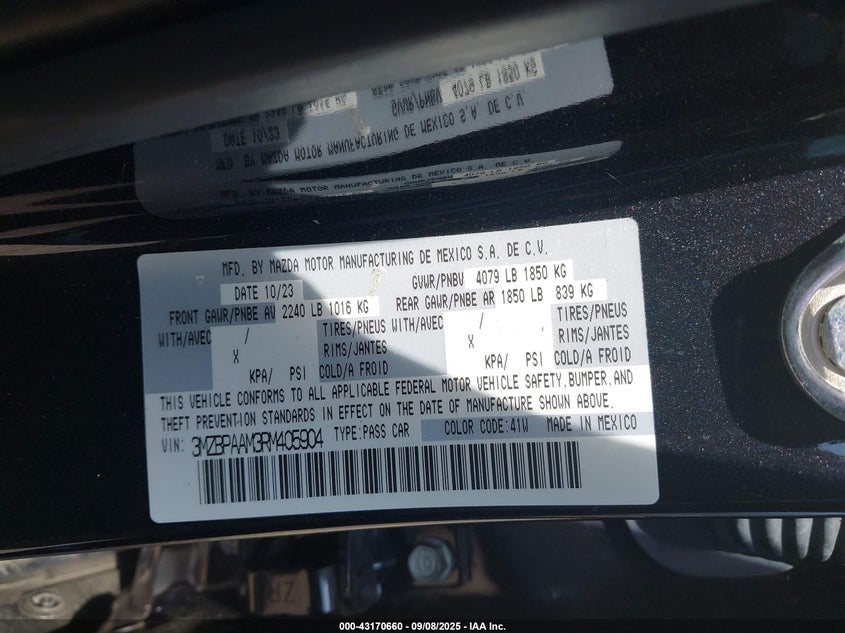 MFD. BY MAZDA MOTOR MANUFACTURING DE MEXICO S.A. DE C.V.
DATE 10/23 GVWR/PNBV 4079 LB 1850 KG
FRONT GAWR/PNBE AV 2240 LB 1016 KG REAR GAWR/PNBE AR 1850 LB 839 KG
WITH/AVEC / TIRES/PNEUS WITH/AVEC / TIRES/PNEUS
X RIMS/JANTES X RIMS/JANTES
KPA/ PSI COLD/A FROID KPA/ PSI COLD/A FROID
THIS VEHICLE CONFORMS TO ALL APPLICABLE FEDERAL MOTOR VEHICLE SAFETY, BUMPER, AND
THEFT PREVENTION STANDARDS IN EFFECT ON THE DATE OF MANUFACTURE SHOWN ABOVE.
VIN: 3MZBPAAM3RM405904 TYPE:PASS CAR COLOR CODE:41W MADE IN MEXICO
ZR
000-43170660 - 09/08/2025 - IAA Inc.